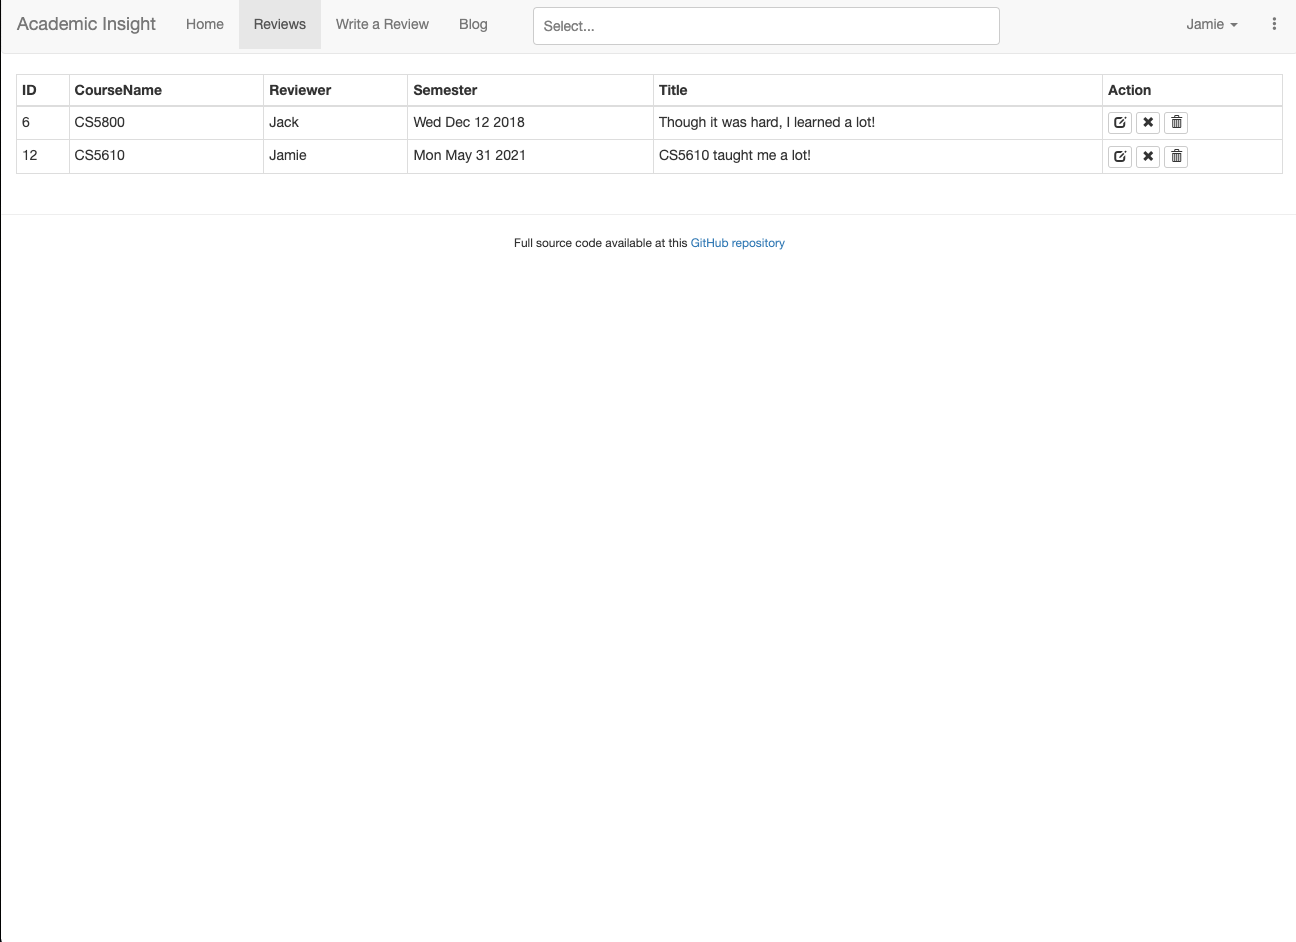 Academic Insight Home Reviews Write a Review Blog Select... Jamie
ID CourseName Reviewer Semester Title Action
6 CS5800 Jack Wed Dec 12 2018 Though it was hard, I learned a lot!
12 CS5610 Jamie Mon May 31 2021 CS5610 taught me a lot!
Full source code available at this GitHub repository